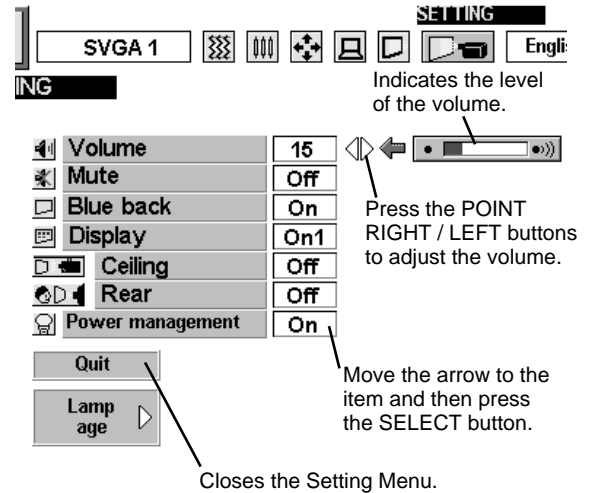 SETTING
SVGA 1
Engli
ING
Indicates the level
of the volume.
Volume 15
Mute Off
Blue back On
Display On1
Ceiling Off
Rear Off
Power management On
Press the POINT
RIGHT / LEFT buttons
to adjust the volume.
Quit
Lamp
age
Move the arrow to the
item and then press
the SELECT button.
Closes the Setting Menu.